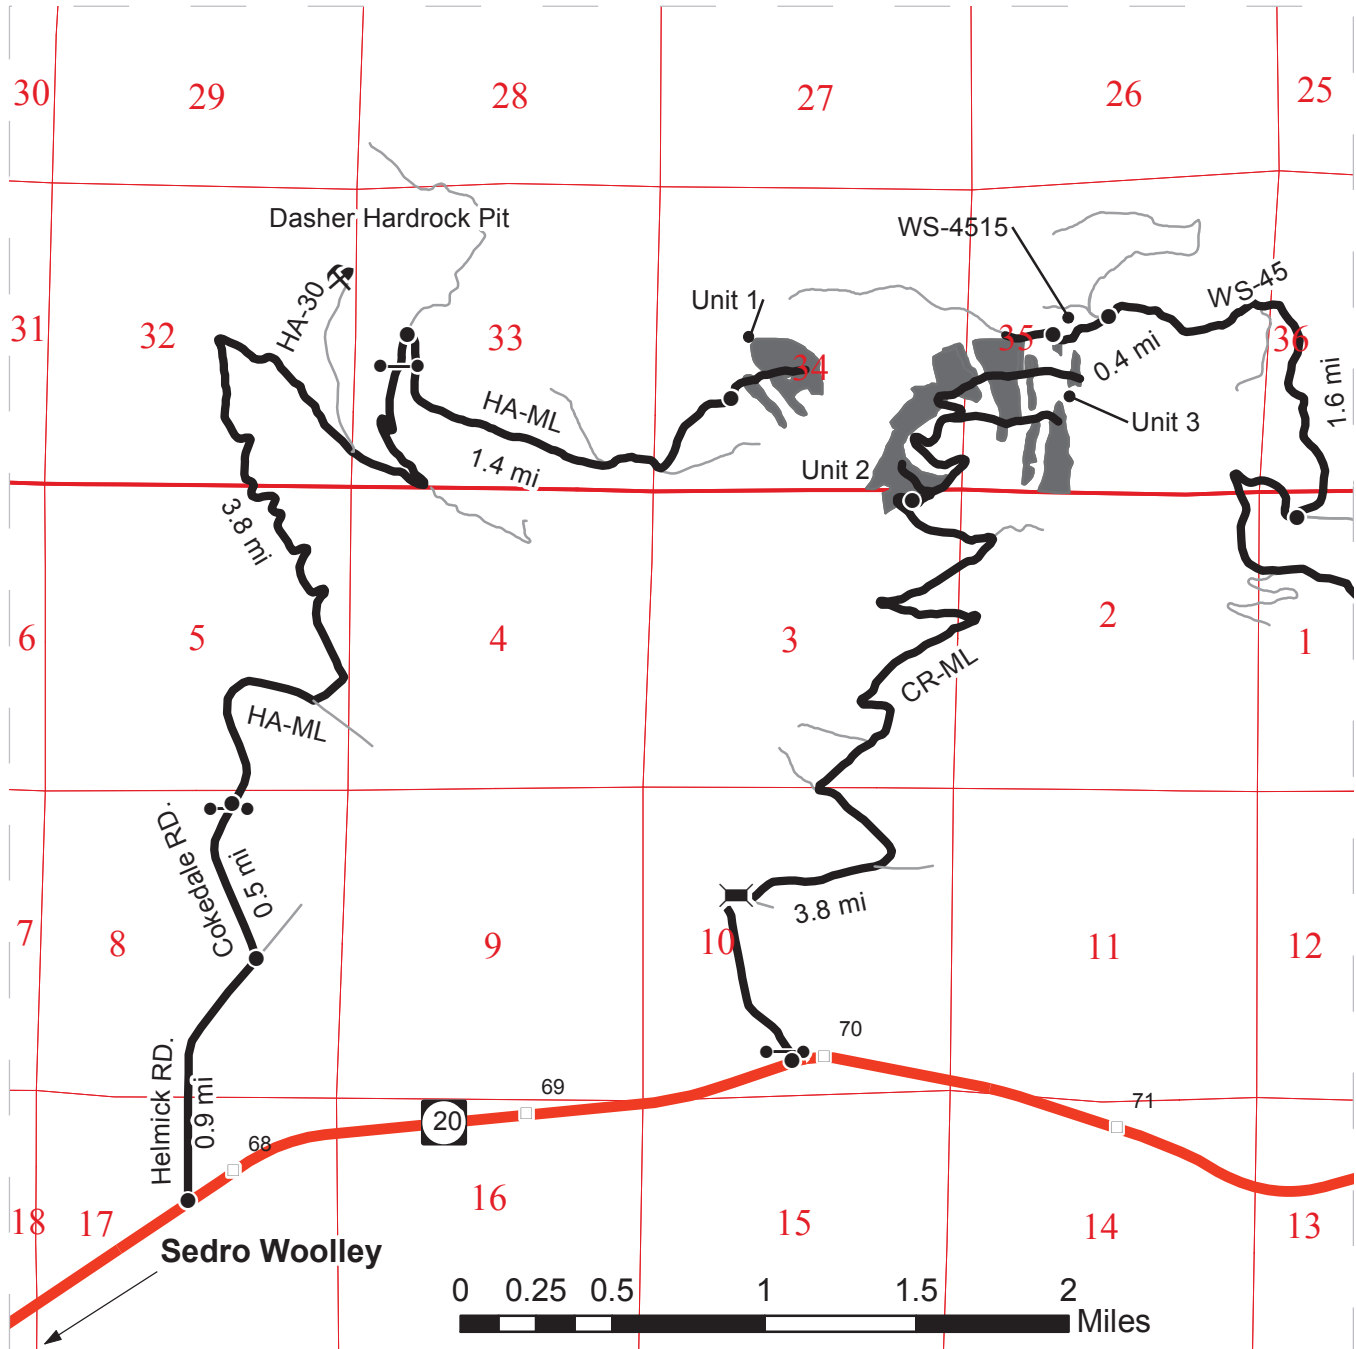 30
29
28
27
26
25
Dasher Hardrock Pit
WS-4515
HA-30
Unit 1
WS-45
31
32
33
34
35
36
0.4 mi
1.6 mi
HA-ML
1.4 mi
Unit 3
Unit 2
3.8 mi
6
5
4
3
2
1
CR-ML
HA-ML
Cokedale RD.
0.5 mi
3.8 mi
7
8
9
10
11
12
70
Helmick RD.
0.9 mi
69
71
68
20
18
17
16
15
14
13
Sedro Woolley
0 0.25 0.5 1 1.5 2
Miles